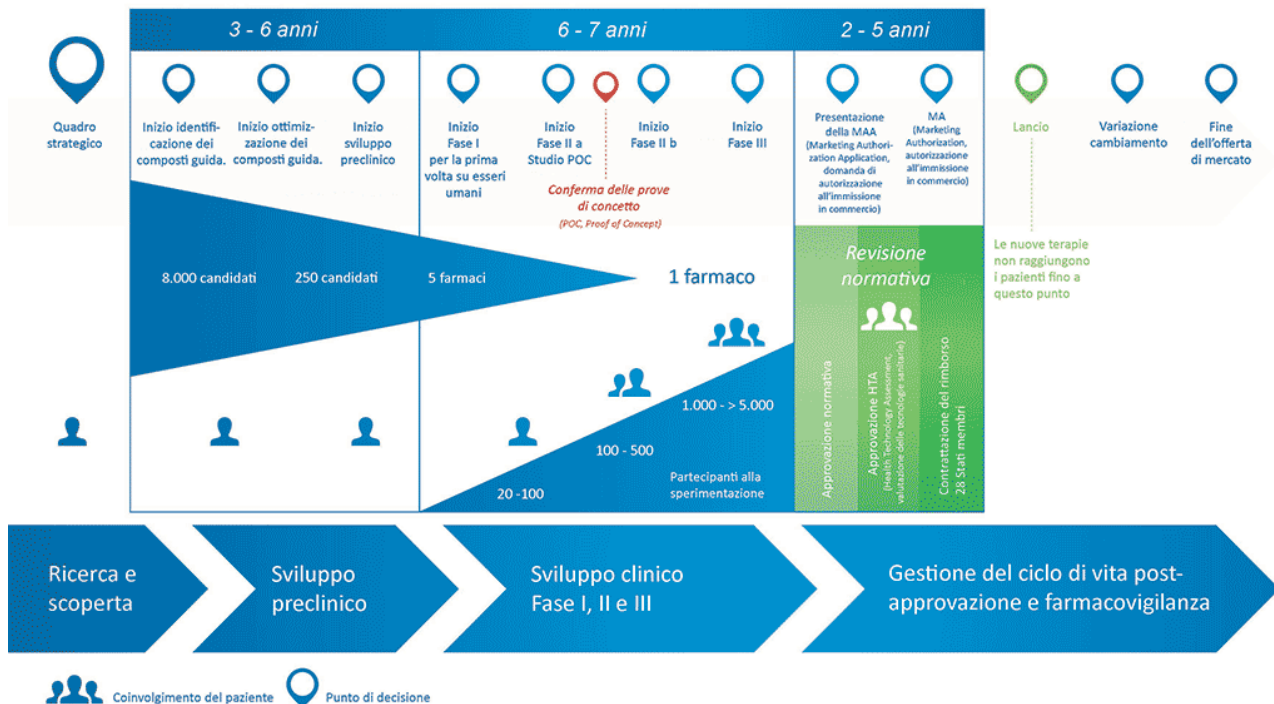 3 - 6 anni
6 - 7 anni
2 - 5 anni
Quadro
strategico
Inizio identifi-
cazione dei
composti guida.
Inizio ottimiz-
zazione dei
composti guida.
Inizio
sviluppo
preclinico
Inizio
Fase I
per la prima
volta su esseri
umani
Inizio
Fase II a
Studio POC
Conferma delle prove
di concetto
(POC, Proof of Concept)
Inizio
Fase II b
Inizio
Fase III
Presentazione
della MAA
(Marketing Authori-
zation Application,
domanda di
autorizzazione
all'immissione
in commercio)
MA
(Marketing
Authorization,
autorizzazione
all'immissione
in commercio)
Lancio
Variazione
cambiamento
Fine
dell'offerta
di mercato
8.000 candidati
250 candidati
5 farmaci
1 farmaco
Revisione
normativa
Le nuove terapie
non raggiungono
i pazienti fino a
questo punto
20 -100
100 - 500
1.000 - > 5.000
Partecipanti alla
sperimentazione
Approvazione normativa
Approvazione HTA
(Health Technology Assessment,
valutazione delle tecnologie sanitarie)
Contrattazione del rimborso
28 Stati membri
Ricerca e
scoperta
Sviluppo
preclinico
Sviluppo clinico
Fase I, II e III
Gestione del ciclo di vita post-
approvazione e farmacovigilanza
Coinvolgimento del paziente
Punto di decisione